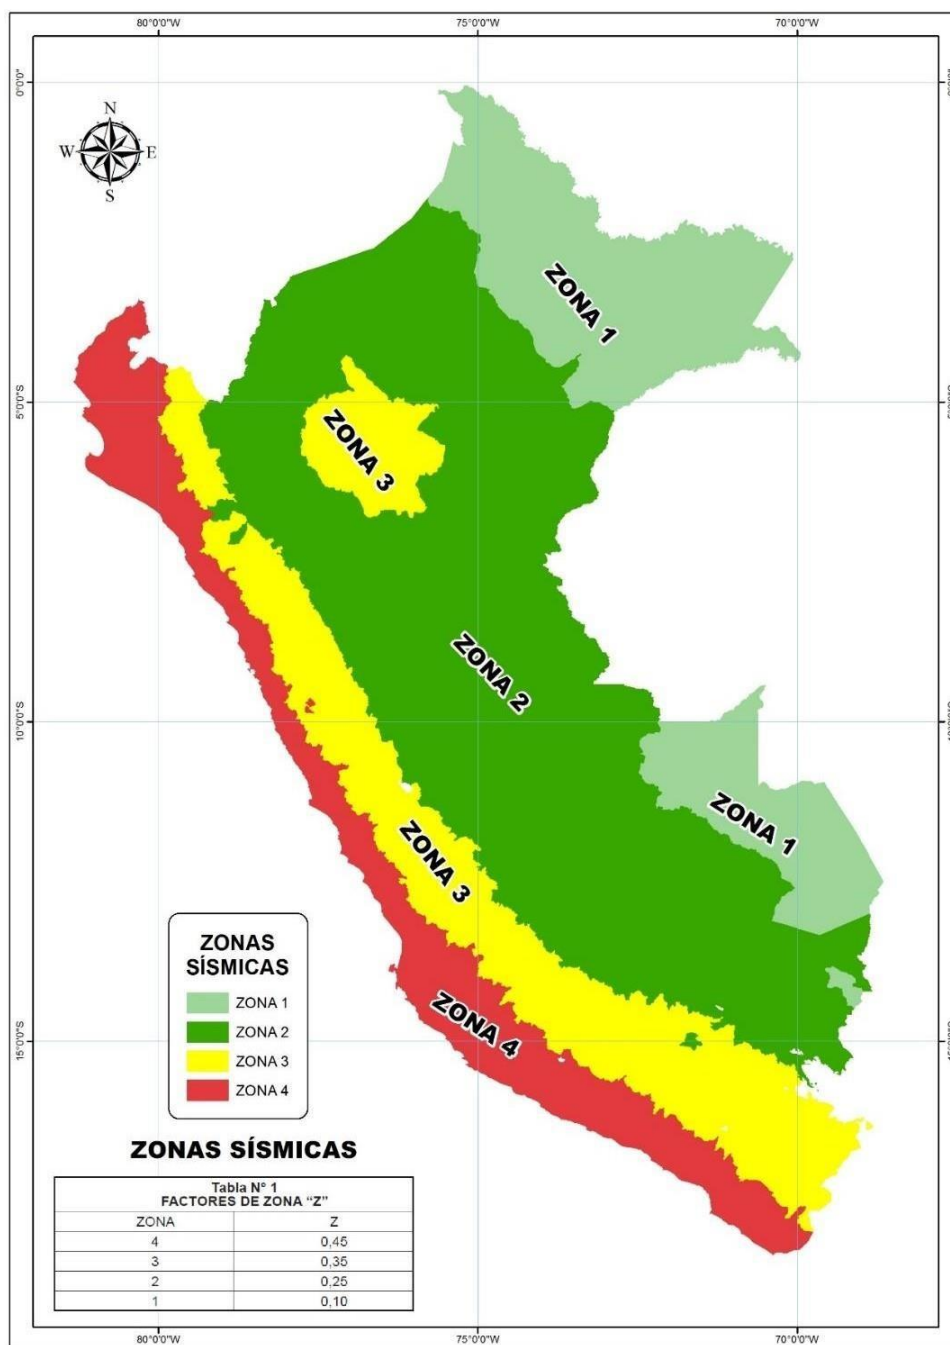 80°0'0"W 75°0'0"W 70°0'0"W
0°0'0"
N
W E
S
ZONA 1
5°0'0"S
ZONA 3
ZONA 2
10°0'0"S
ZONA 1
ZONA 3
ZONA 4
15°0'0"S
ZONAS
SÍSMICAS
ZONA 1
ZONA 2
ZONA 3
ZONA 4
ZONAS SÍSMICAS
Tabla N° 1
FACTORES DE ZONA "Z"
ZONA Z
4 0,45
3 0,35
2 0,25
1 0,10
80°0'0"W 75°0'0"W 70°0'0"W